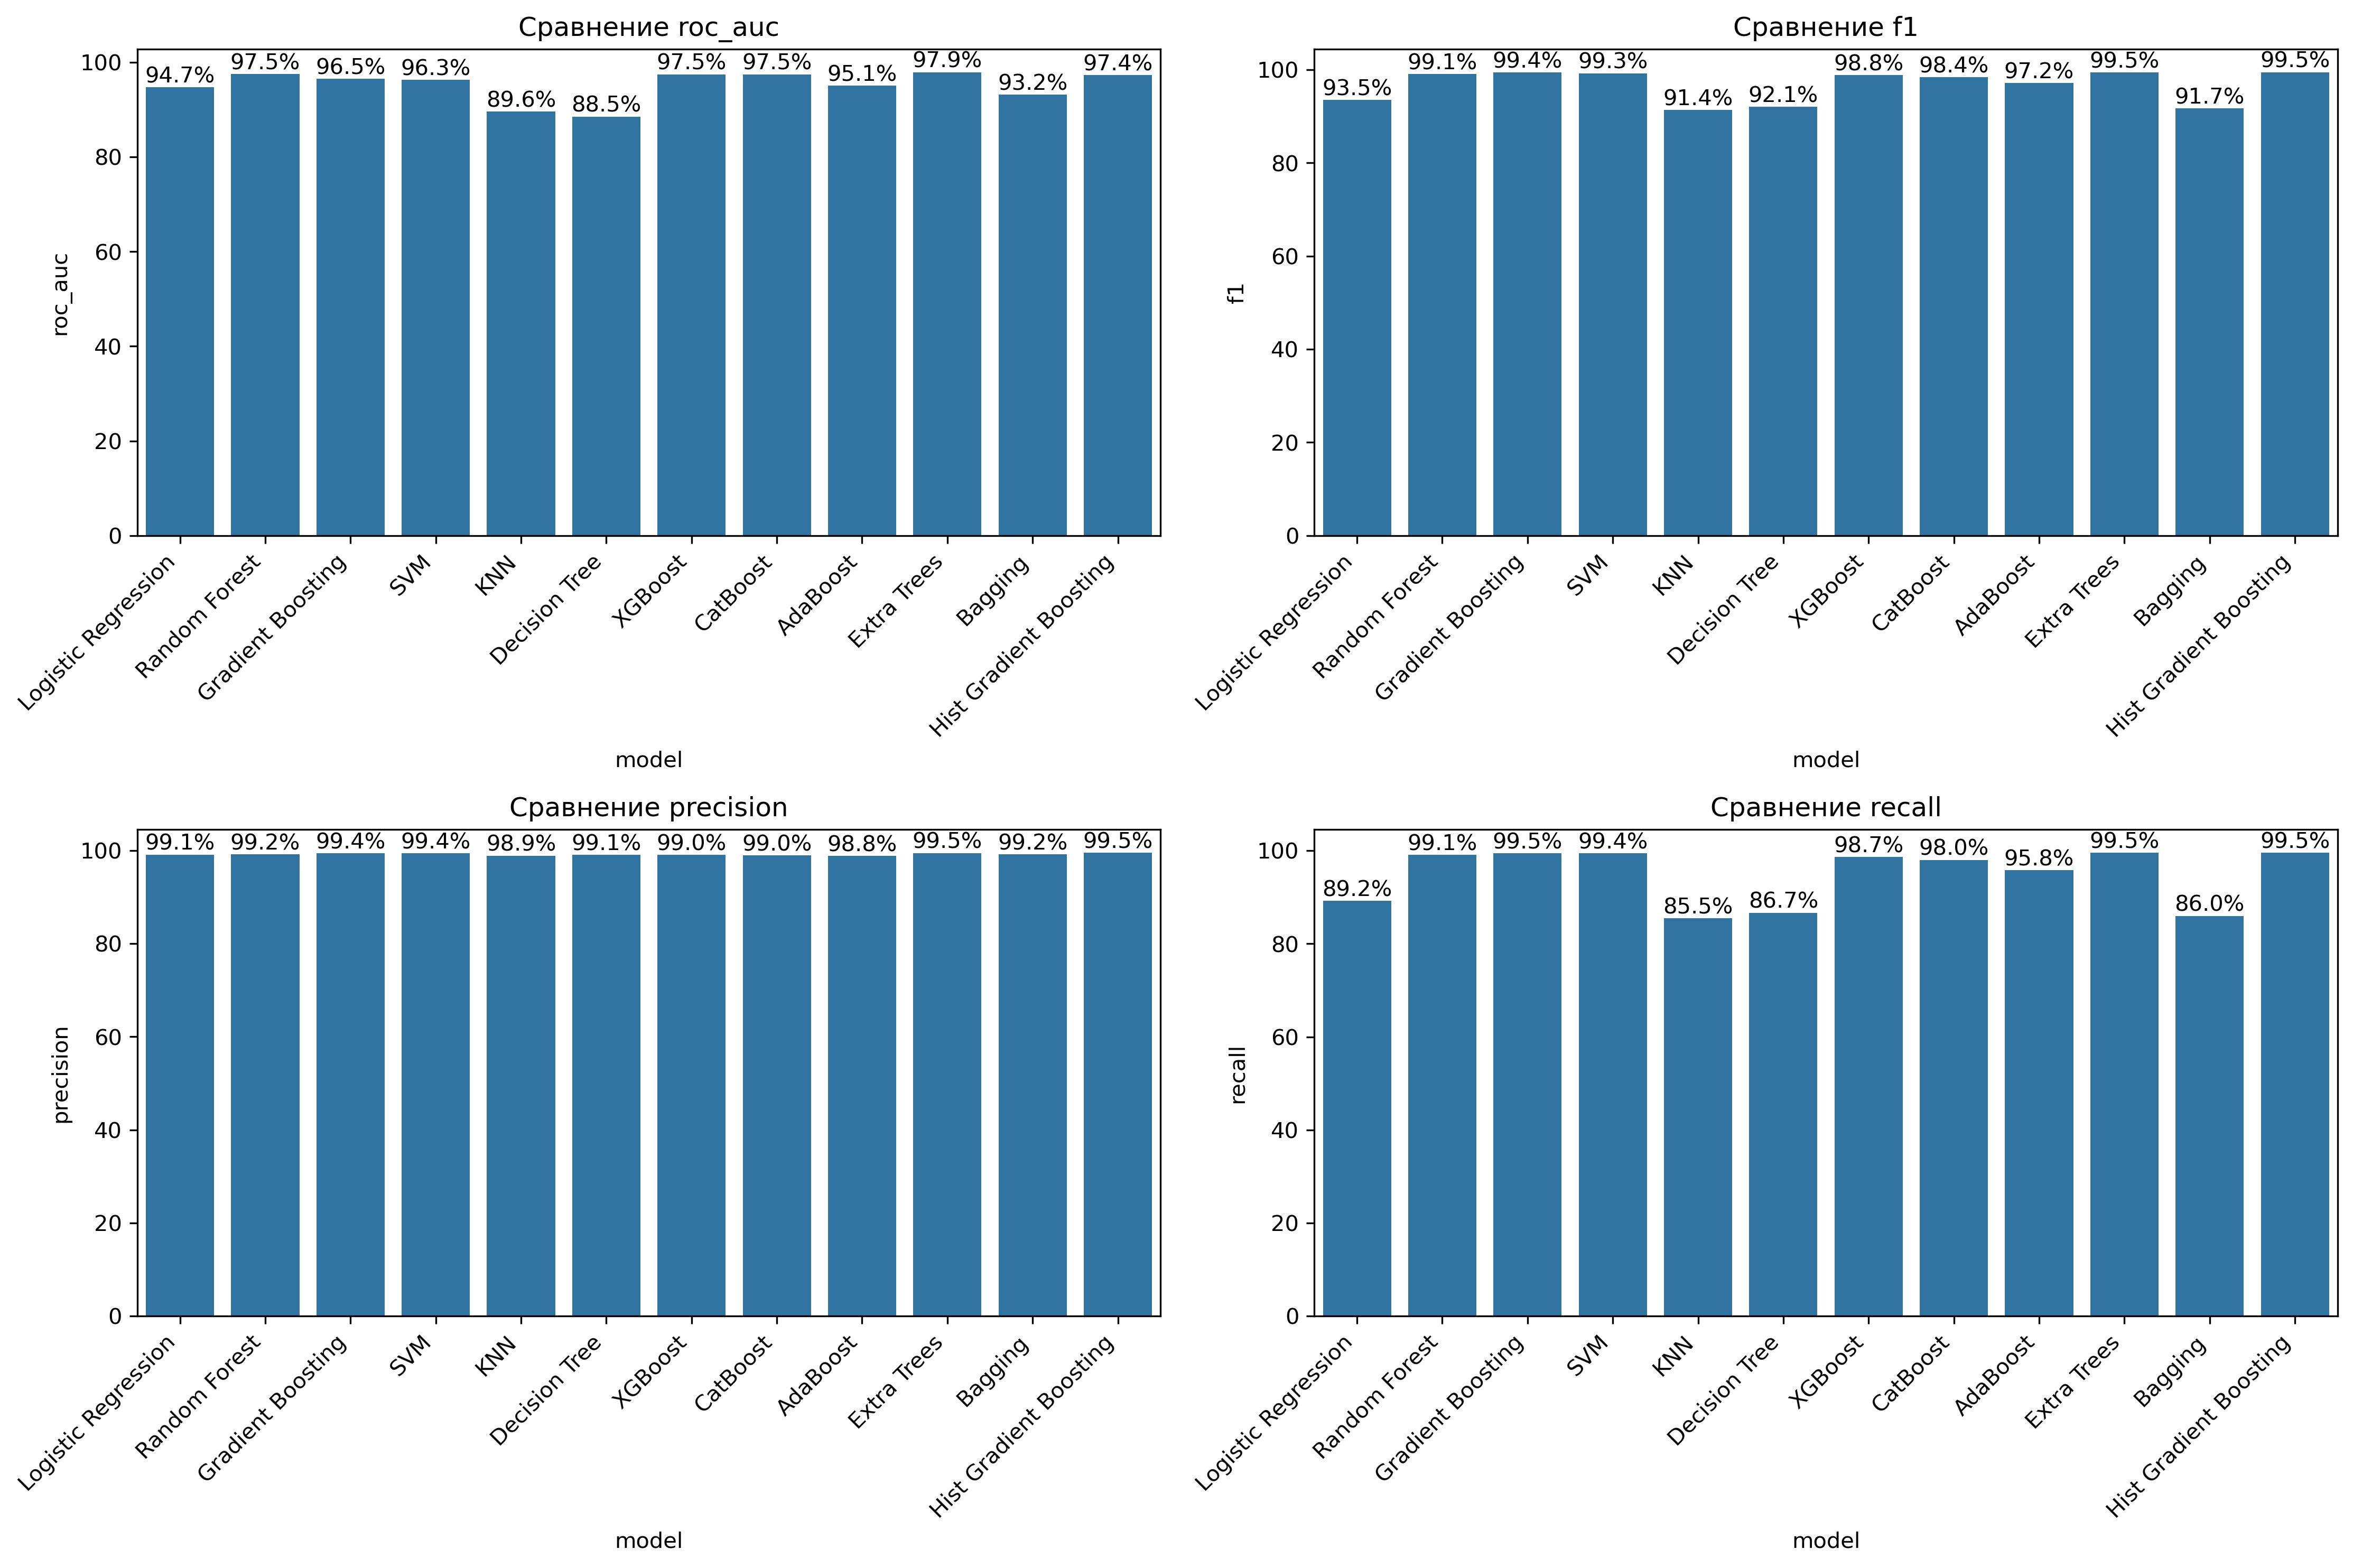 Сравнение roc_auc
94.7% 97.5% 96.5% 96.3% 89.6% 88.5% 97.5% 97.5% 95.1% 97.9% 93.2% 97.4%
100
80
60
40
20
0
roc_auc
Logistic Regression
Random Forest
Gradient Boosting
SVM
KNN
Decision Tree
XGBoost
CatBoost
AdaBoost
Extra Trees
Bagging
Hist Gradient Boosting
model
Сравнение f1
93.5% 99.1% 99.4% 99.3% 91.4% 92.1% 98.8% 98.4% 97.2% 99.5% 91.7% 99.5%
100
80
60
40
20
0
f1
Logistic Regression
Random Forest
Gradient Boosting
SVM
KNN
Decision Tree
XGBoost
CatBoost
AdaBoost
Extra Trees
Bagging
Hist Gradient Boosting
model
Сравнение precision
99.1% 99.2% 99.4% 99.4% 98.9% 99.1% 99.0% 99.0% 98.8% 99.5% 99.2% 99.5%
100
80
60
40
20
0
precision
Logistic Regression
Random Forest
Gradient Boosting
SVM
KNN
Decision Tree
XGBoost
CatBoost
AdaBoost
Extra Trees
Bagging
Hist Gradient Boosting
model
Сравнение recall
89.2% 99.1% 99.5% 99.4% 85.5% 86.7% 98.7% 98.0% 95.8% 99.5% 86.0% 99.5%
100
80
60
40
20
0
recall
Logistic Regression
Random Forest
Gradient Boosting
SVM
KNN
Decision Tree
XGBoost
CatBoost
AdaBoost
Extra Trees
Bagging
Hist Gradient Boosting
model